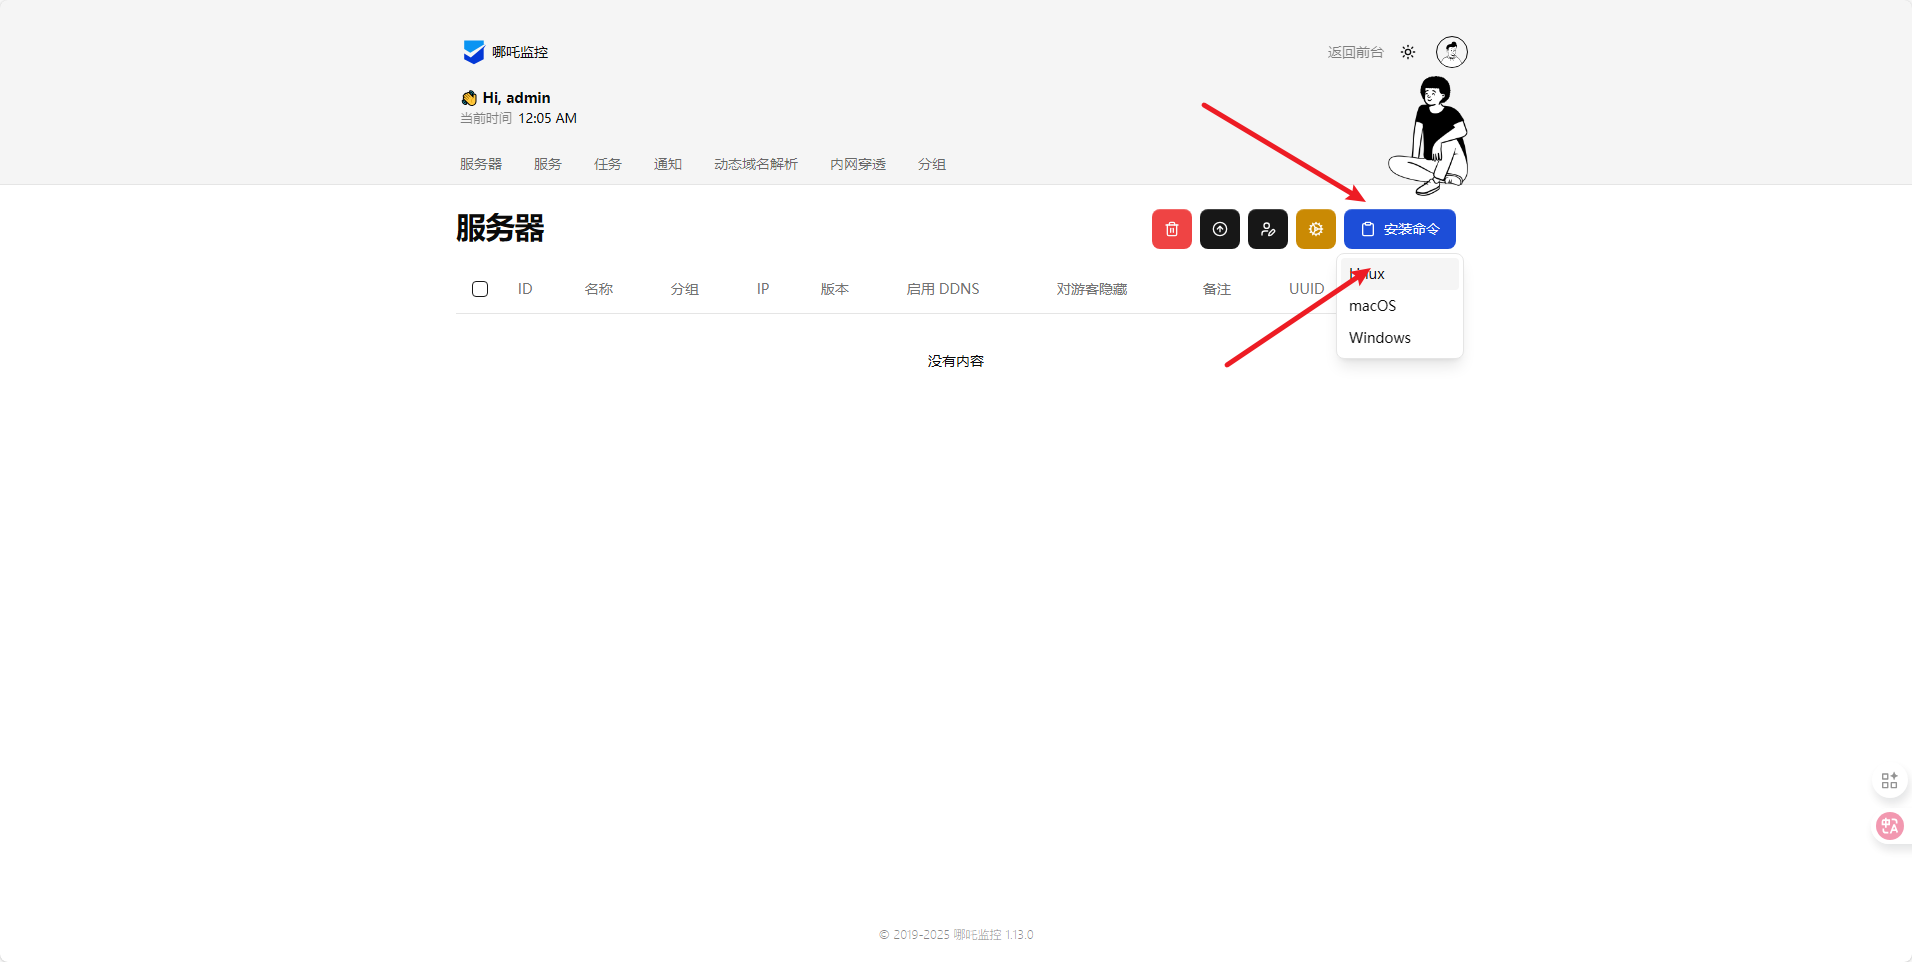 哪吒监控
返回前台
Hi, admin
当前时间 12:05 AM
服务器 服务 任务 通知 动态域名解析 内网穿透 分组
服务器
安装命令
ID 名称 分组 IP 版本 启用 DDNS 对游客隐藏 备注 UUID
Linux
macOS
Windows
没有内容
© 2019-2025 哪吒监控 1.13.0